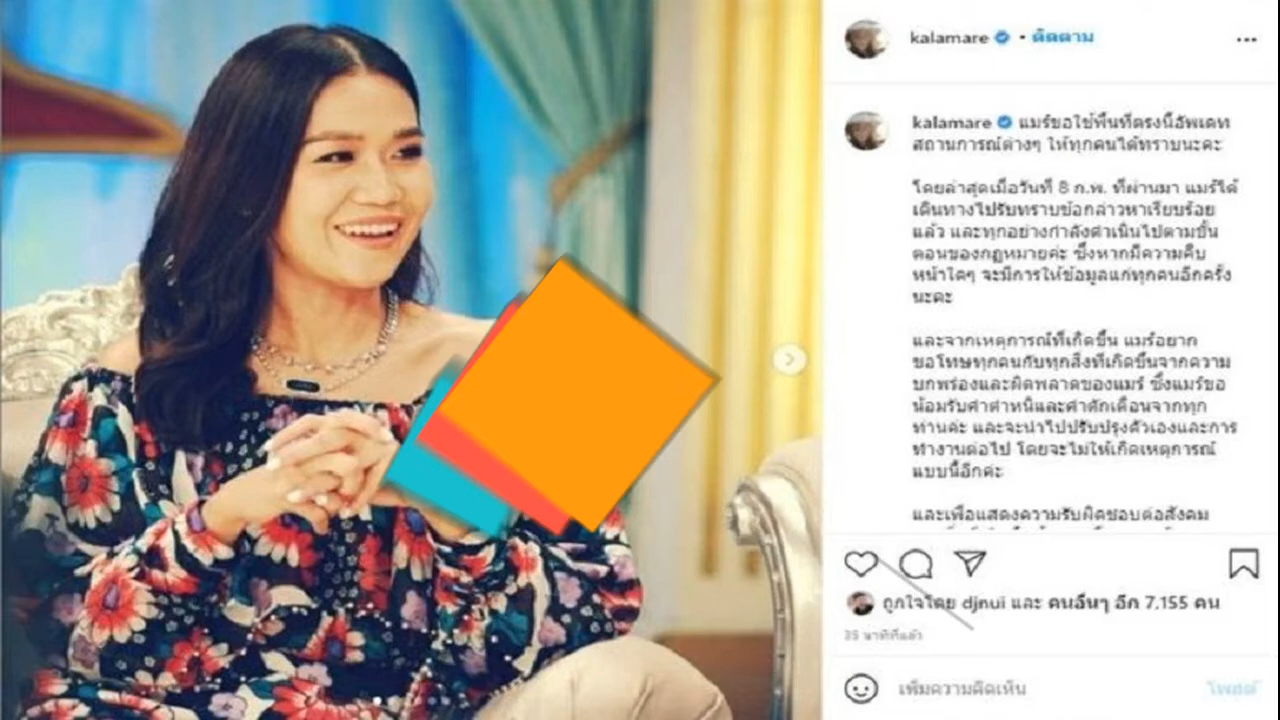 kalamare • ติดตาม
kalamare แมร์ขอใช้พื้นที่ตรงนี้อัพเดท
สถานการณ์ต่างๆ ให้ทุกคนได้ทราบนะคะ
โดยล่าสุดเมื่อวันที่ 8 ก.พ. ที่ผ่านมา แมร์ได้
เดินทางไปรับทราบข้อกล่าวหาเรียบร้อย
แล้ว และทุกอย่างกำลังดำเนินไปตามขั้น
ตอนของกฎหมายค่ะ ซึ่งหากมีความคืบ
หน้าใดๆ จะมีการให้ข้อมูลแก่ทุกคนอีกครั้ง
นะคะ
และจากเหตุการณ์ที่เกิดขึ้น แมร์อยาก
ขอโทษทุกคนกับทุกสิ่งที่เกิดขึ้นจากความ
บกพร่องและผิดพลาดของแมร์ ซึ่งแมร์ขอ
น้อมรับคำตำหนิและคำตักเตือนจากทุก
ท่านค่ะ และจะนำไปปรับปรุงตัวเองและการ
ทำงานต่อไป โดยจะไม่ให้เกิดเหตุการณ์
แบบนี้อีกค่ะ
และเพื่อแสดงความรับผิดชอบต่อสังคม
ถูกใจโดย djnui และ คนอื่นๆ อีก 7,155 คน
35 นาทีที่แล้ว
เพิ่มความคิดเห็น โพสต์